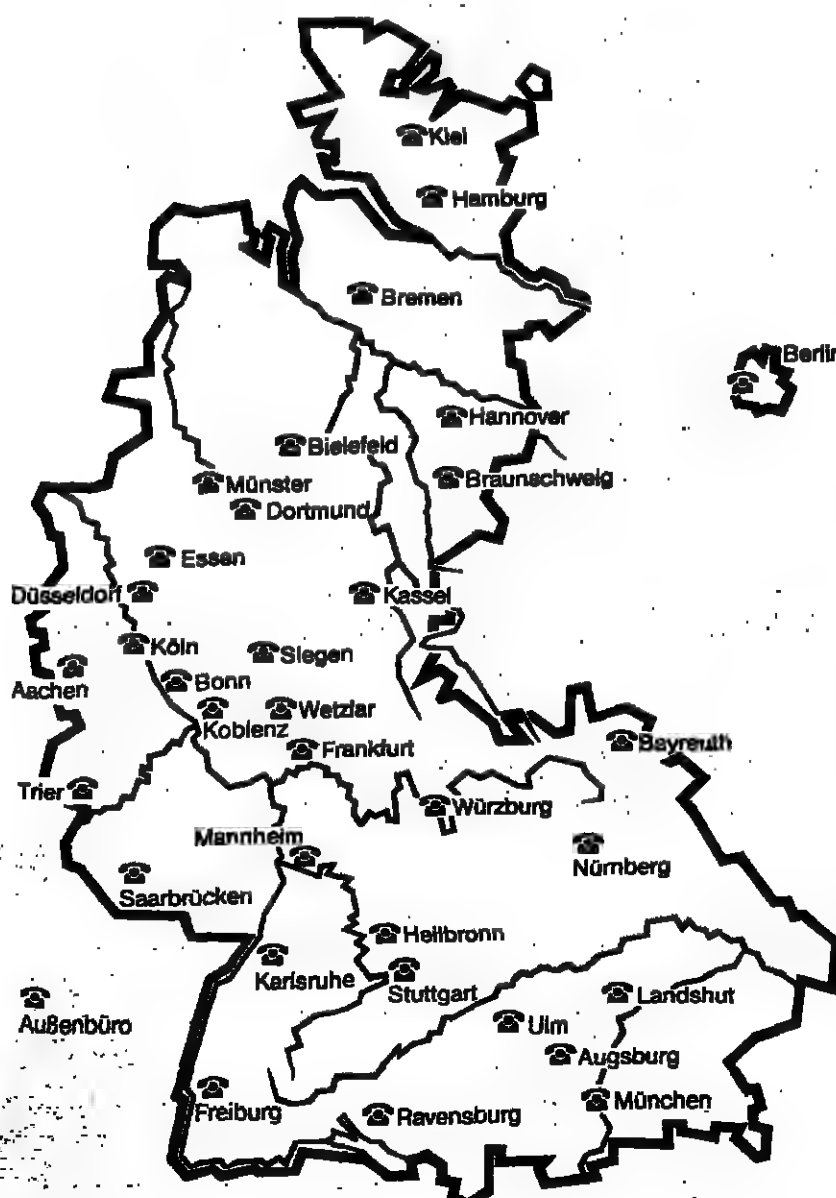 Kiel
Hamburg
Bremen
Berlin
Hannover
Bielefeld
Braunschweig
Münster
Dortmund
Essen
Düsseldorf
Kassel
Köln
Siegen
Aachen
Bonn
Wetzlar
Koblenz
Frankfurt
Bayreuth
Trier
Würzburg
Mannheim
Nürnberg
Saarbrücken
Heilbronn
Karlsruhe
Stuttgart
Landshut
Außenbüro
Ulm
Augsburg
Freiburg
Ravensburg
München